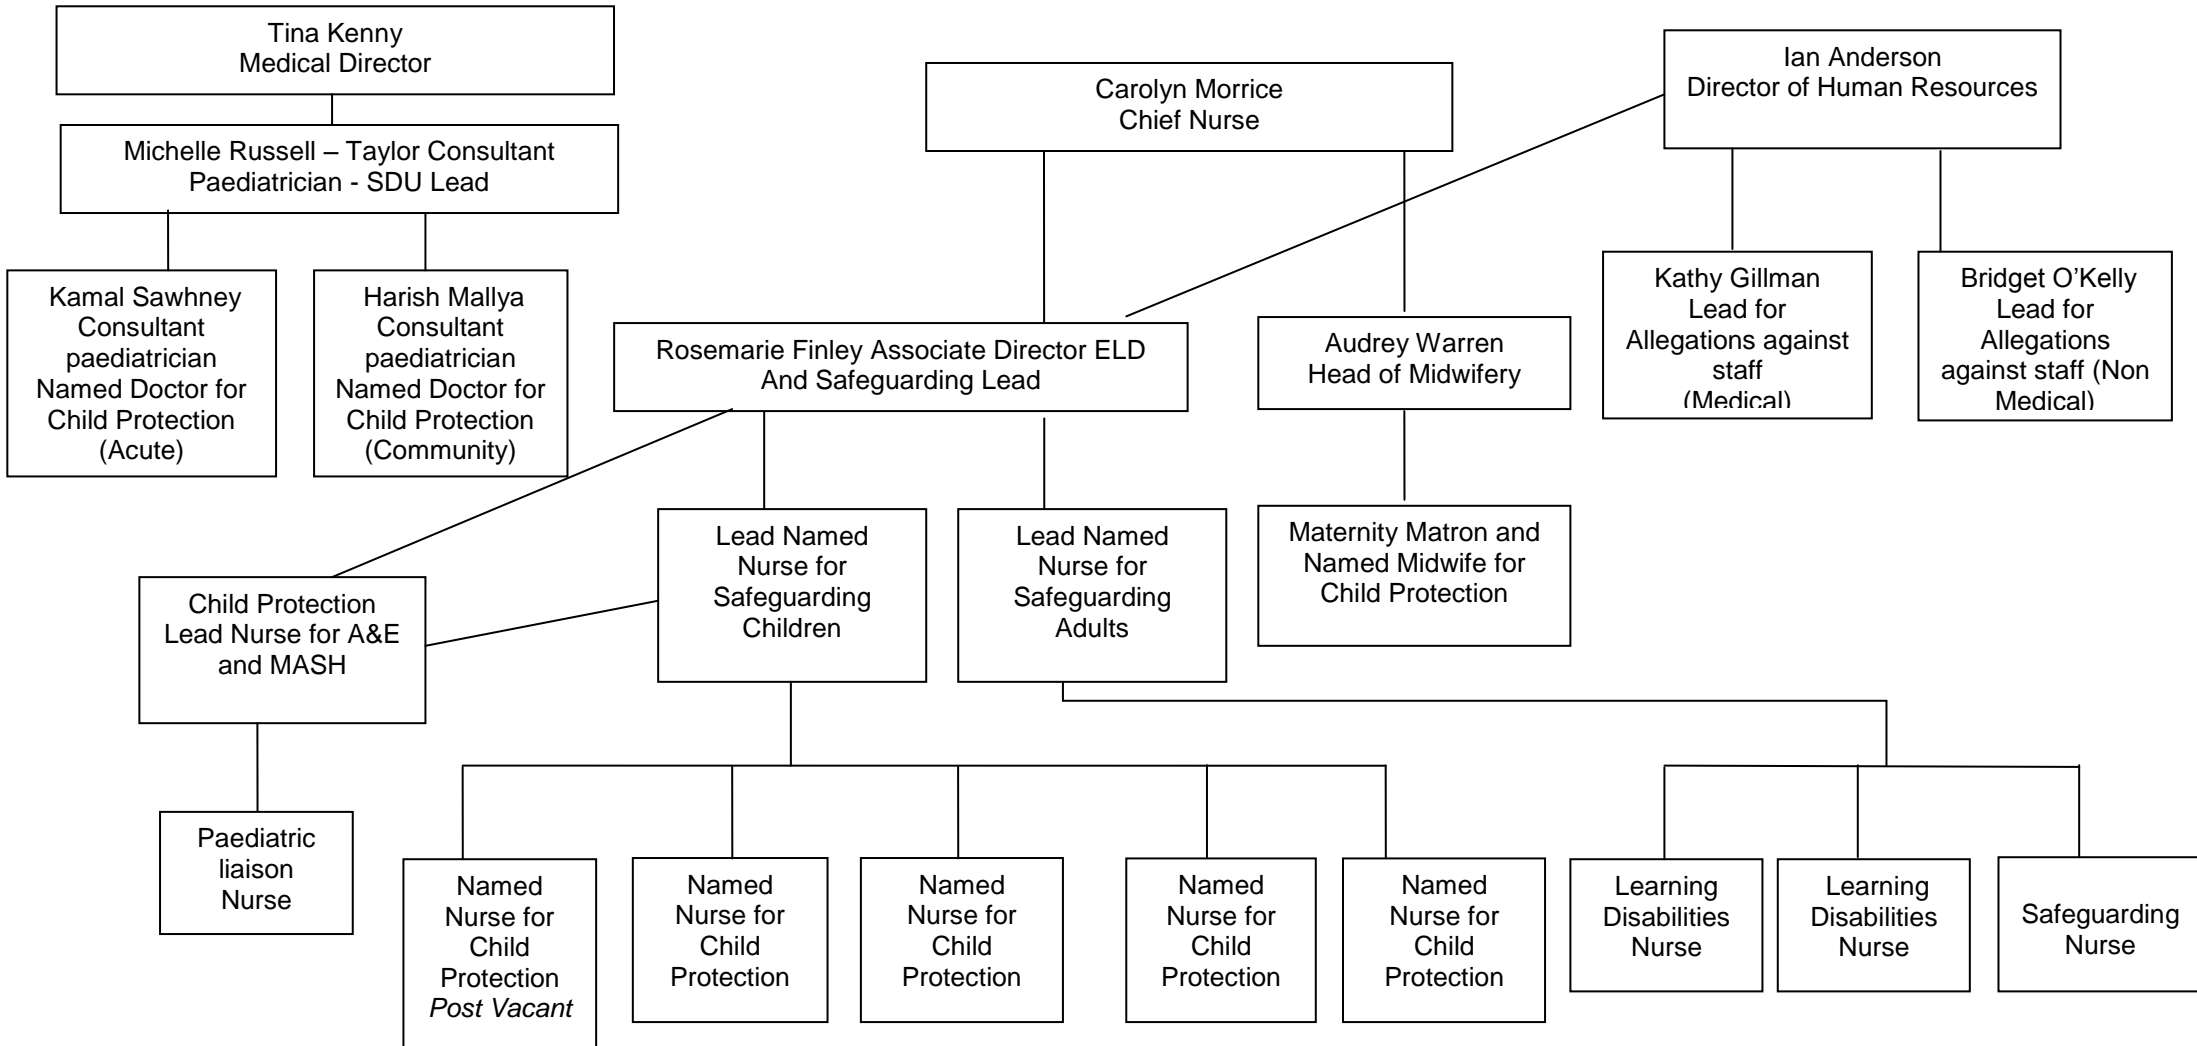 Tina Kenny
Medical Director
Carolyn Morrice
Chief Nurse
Ian Anderson
Director of Human Resources
Michelle Russell – Taylor Consultant
Paediatrician - SDU Lead
Kamal Sawhney
Consultant
paediatrician
Named Doctor for
Child Protection
(Acute)
Harish Mallya
Consultant
paediatrician
Named Doctor for
Child Protection
(Community)
Rosemarie Finley Associate Director ELD
And Safeguarding Lead
Audrey Warren
Head of Midwifery
Kathy Gillman
Lead for
Allegations against
staff
(Medical)
Bridget O’Kelly
Lead for
Allegations
against staff (Non
Medical)
Child Protection
Lead Nurse for A&E
and MASH
Lead Named
Nurse for
Safeguarding
Children
Lead Named
Nurse for
Safeguarding
Adults
Maternity Matron and
Named Midwife for
Child Protection
Paediatric
liaison
Nurse
Named
Nurse for
Child
Protection
Post Vacant
Named
Nurse for
Child
Protection
Named
Nurse for
Child
Protection
Named
Nurse for
Child
Protection
Named
Nurse for
Child
Protection
Learning
Disabilities
Nurse
Learning
Disabilities
Nurse
Safeguarding
Nurse